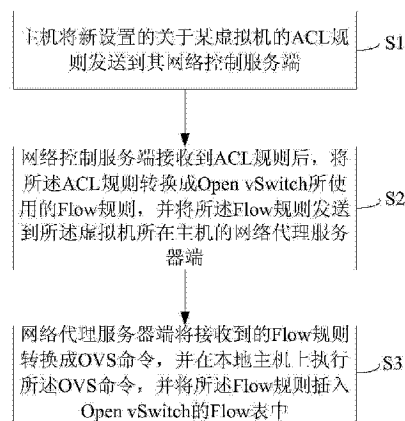 主机将新设置的关于某虚拟机的ACL规
则发送到其网络控制服务端
S1
网络控制服务端接收到ACL规则后，将
所述ACL规则转换成Open vSwitch所使
用的Flow规则，并将所述Flow规则发送
到所述虚拟机所在主机的网络代理服务
器端
S2
网络代理服务器端将接收到的Flow规则
转换成OVS命令，并在本地主机上执行
所述OVS命令，并将所述Flow规则插入
Open vSwitch的Flow表中
S3